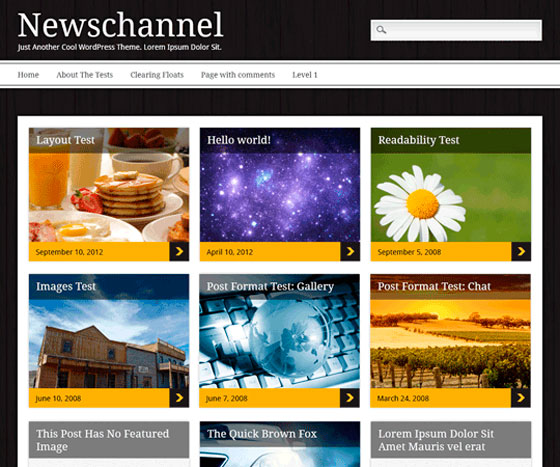 Newschannel
Just Another Cool WordPress Theme. Lorem Ipsum Dolor Sit.
Home About The Tests Clearing Floats Page with comments Level 1
Layout Test
September 10, 2012
Hello world!
April 10, 2012
Readability Test
September 5, 2008
Images Test
June 10, 2008
Post Format Test: Gallery
June 7, 2008
Post Format Test: Chat
March 24, 2008
This Post Has No Featured
Image
The Quick Brown Fox
Lorem Ipsum Dolor Sit
Amet Mauris vel erat